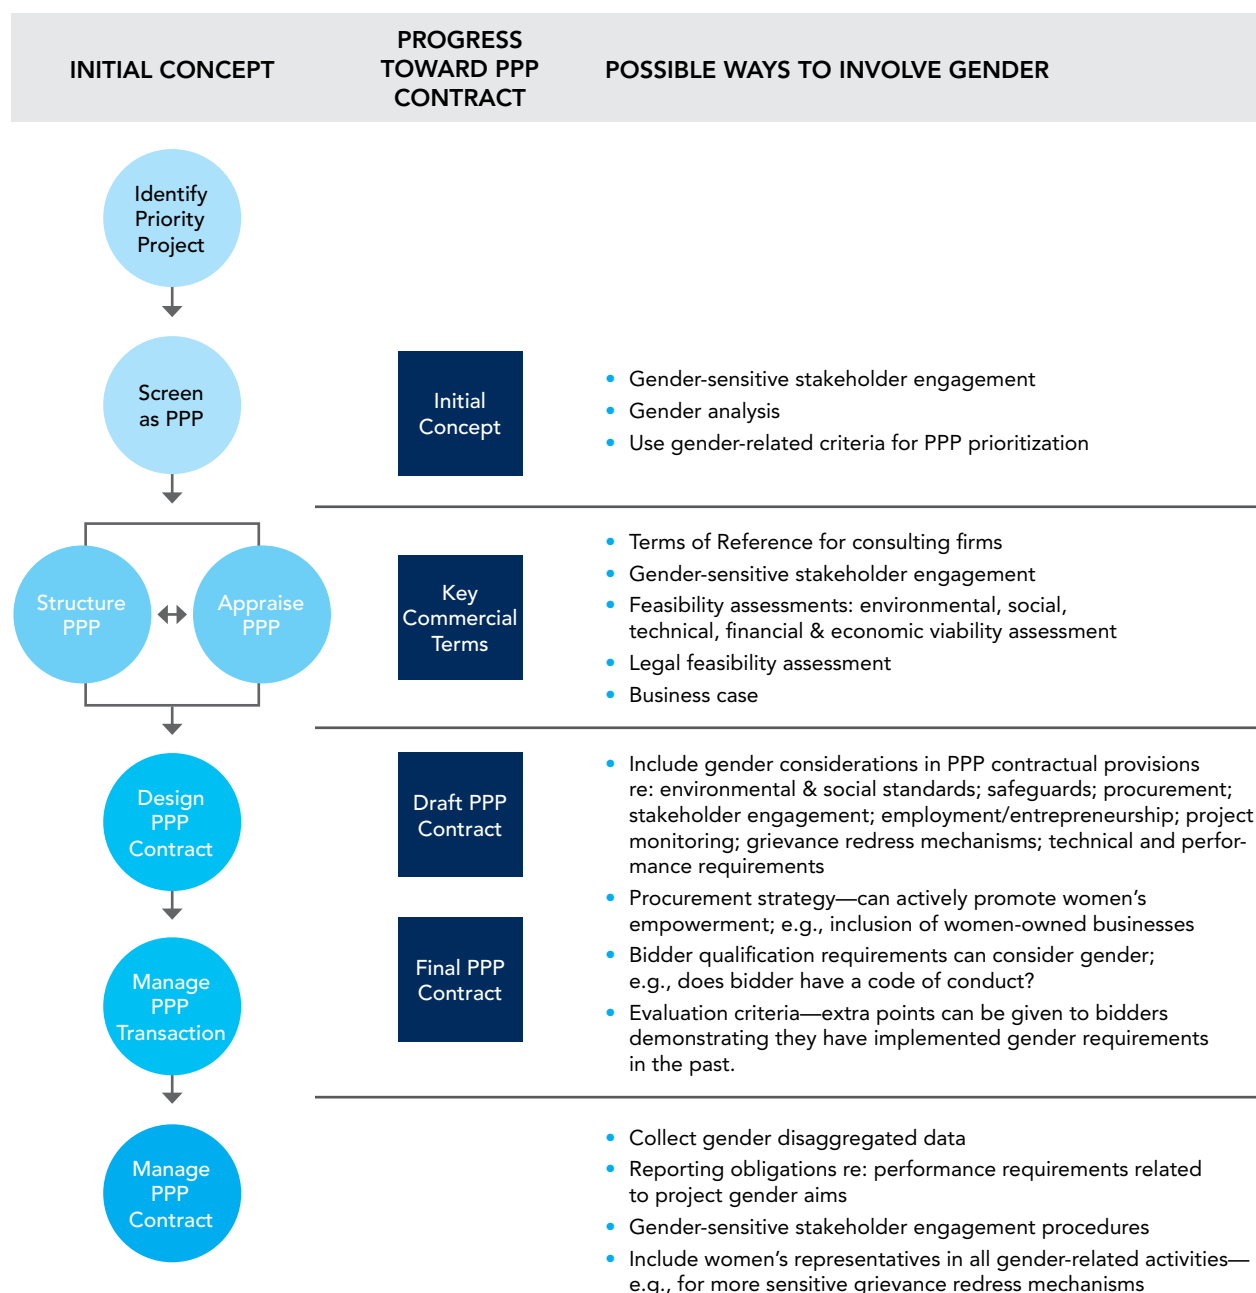 INITIAL CONCEPT
PROGRESS
TOWARD PPP
CONTRACT
POSSIBLE WAYS TO INVOLVE GENDER
Identify
Priority
Project
Screen
as PPP
Initial
Concept
• Gender-sensitive stakeholder engagement
• Gender analysis
• Use gender-related criteria for PPP prioritization
Structure
PPP
Appraise
PPP
Key
Commercial
Terms
• Terms of Reference for consulting firms
• Gender-sensitive stakeholder engagement
• Feasibility assessments: environmental, social,
technical, financial & economic viability assessment
• Legal feasibility assessment
• Business case
Design
PPP
Contract
Draft PPP
Contract
• Include gender considerations in PPP contractual provisions
re: environmental & social standards; safeguards; procurement;
stakeholder engagement; employment/entrepreneurship; project
monitoring; grievance redress mechanisms; technical and perfor-
mance requirements
• Procurement strategy—can actively promote women’s
empowerment; e.g., inclusion of women-owned businesses
Manage
PPP
Transaction
Final PPP
Contract
• Bidder qualification requirements can consider gender;
e.g., does bidder have a code of conduct?
• Evaluation criteria—extra points can be given to bidders
demonstrating they have implemented gender requirements
in the past.
Manage
PPP
Contract
• Collect gender disaggregated data
• Reporting obligations re: performance requirements related
to project gender aims
• Gender-sensitive stakeholder engagement procedures
• Include women’s representatives in all gender-related activities—
e.g., for more sensitive grievance redress mechanisms